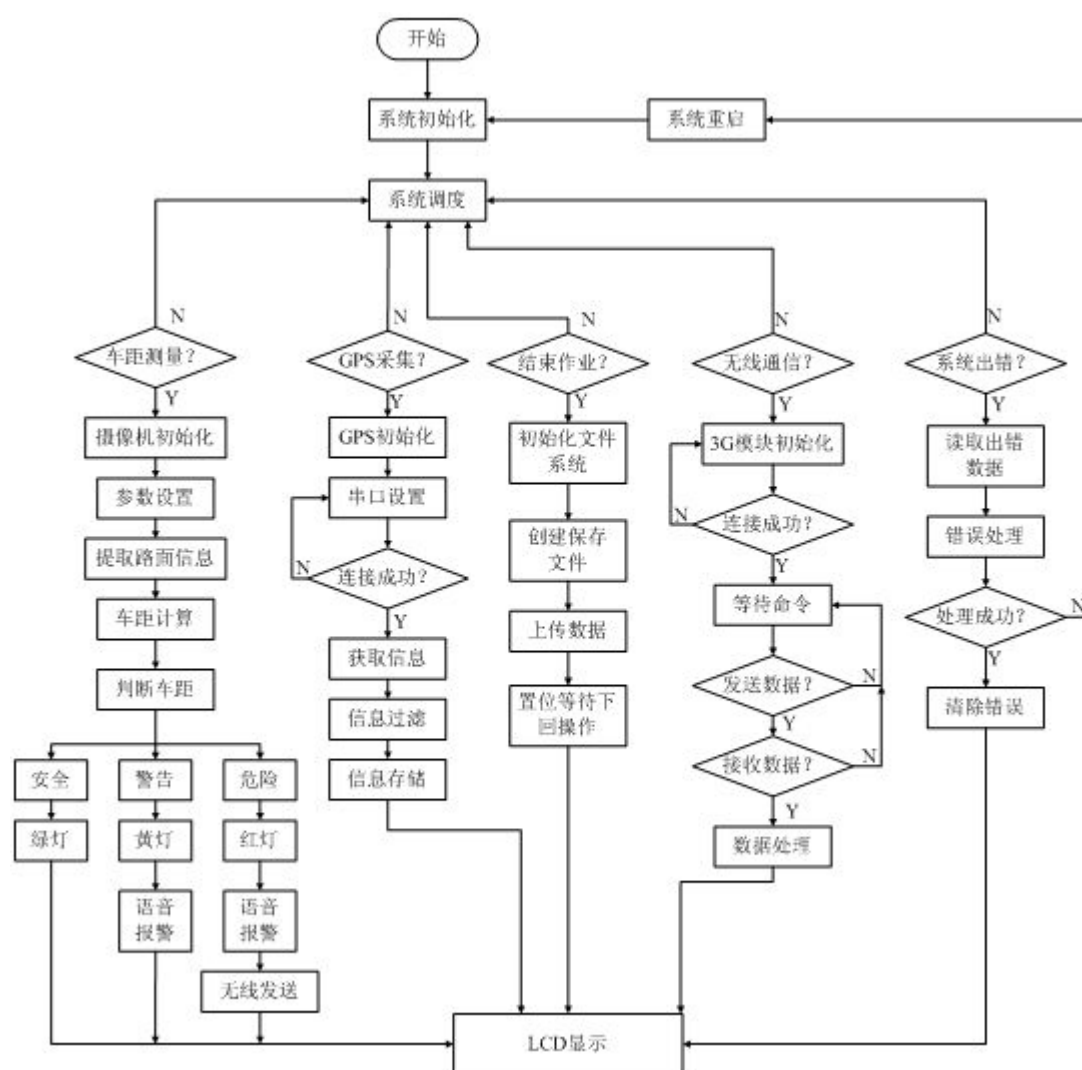 开始
系统初始化
系统重启
系统调度
N
N
N
N
N
车距测量?
GPS采集?
结束作业?
无线通信?
系统出错?
Y
Y
Y
Y
Y
摄像机初始化
GPS初始化
初始化文件
系统
3G模块初始化
读取出错
数据
参数设置
串口设置
N
连接成功?
提取路面信息
创建保存
文件
错误处理
N
连接成功?
Y
Y
车距计算
等待命令
处理成功?
N
上传数据
获取信息
Y
判断车距
发送数据?
N
置位等待下
回操作
清除错误
信息过滤
Y
安全
警告
危险
信息存储
接收数据?
N
Y
绿灯
黄灯
红灯
数据处理
语音
报警
语音
报警
无线发送
LCD显示